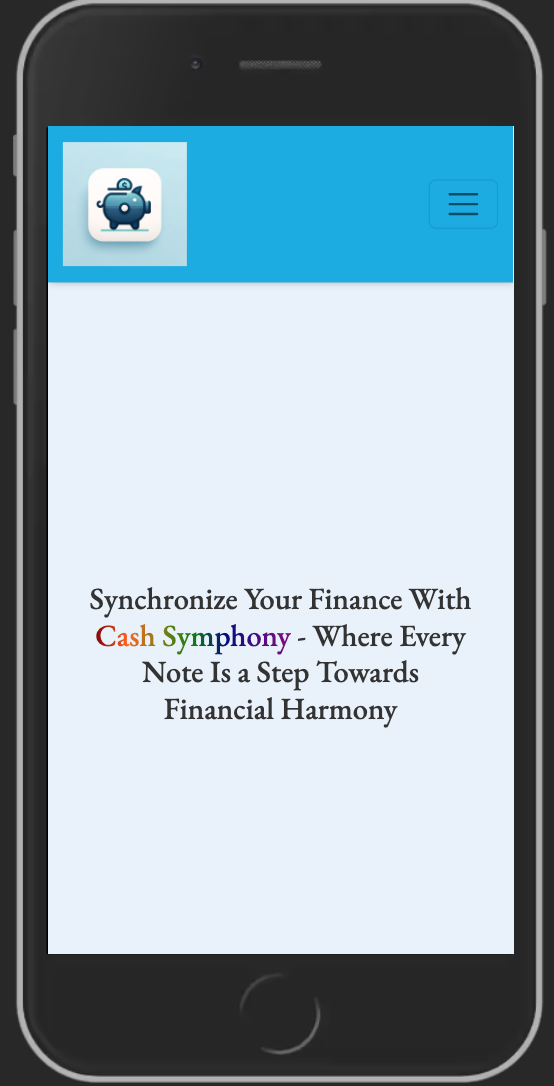 Synchronize Your Finance With
Cash Symphony - Where Every
Note Is a Step Towards
Financial Harmony